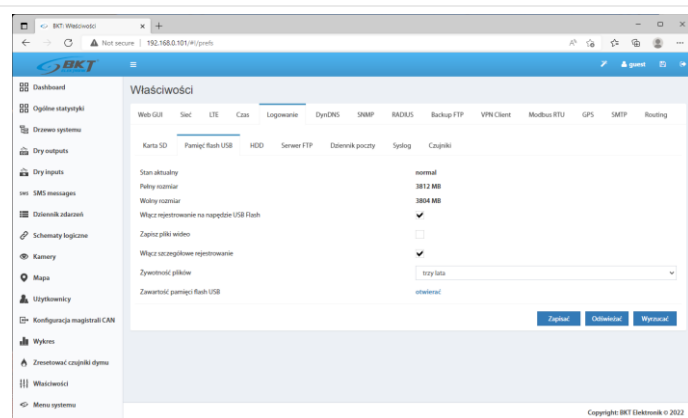 BKT: Właściwości
Not secure 192.168.0.101/#!/prefs
BKT
guest
Dashboard
Ogólne statystyki
Drzewo systemu
Dry outputs
Dry inputs
SMS SMS messages
Dziennik zdarzeń
Schematy logiczne
Kamery
Mapa
Użytkownicy
Konfiguracja magistrali CAN
Wykres
Zresetować czujniki dymu
Właściwości
Menu systemu
Właściwości
Web GUI Sieć LTE Czas Logowanie DynDNS SNMP RADIUS Backup FTP VPN Client Modbus RTU GPS SMTP Routing
Karta SD Pamięć flash USB HDD Serwer FTP Dziennik poczty Syslog Czujniki
Stan aktualny normal
Pełny rozmiar 3812 MB
Wolny rozmiar 3804 MB
Włącz rejestrowanie na napędzie USB Flash
Zapisz pliki wideo
Włącz szczegółowe rejestrowanie
Żywotność plików trzy lata
Zawartość pamięci flash USB otwierać
Zapisać Odświeżać Wyrzucać
Copyright: BKT Elektronik © 2022